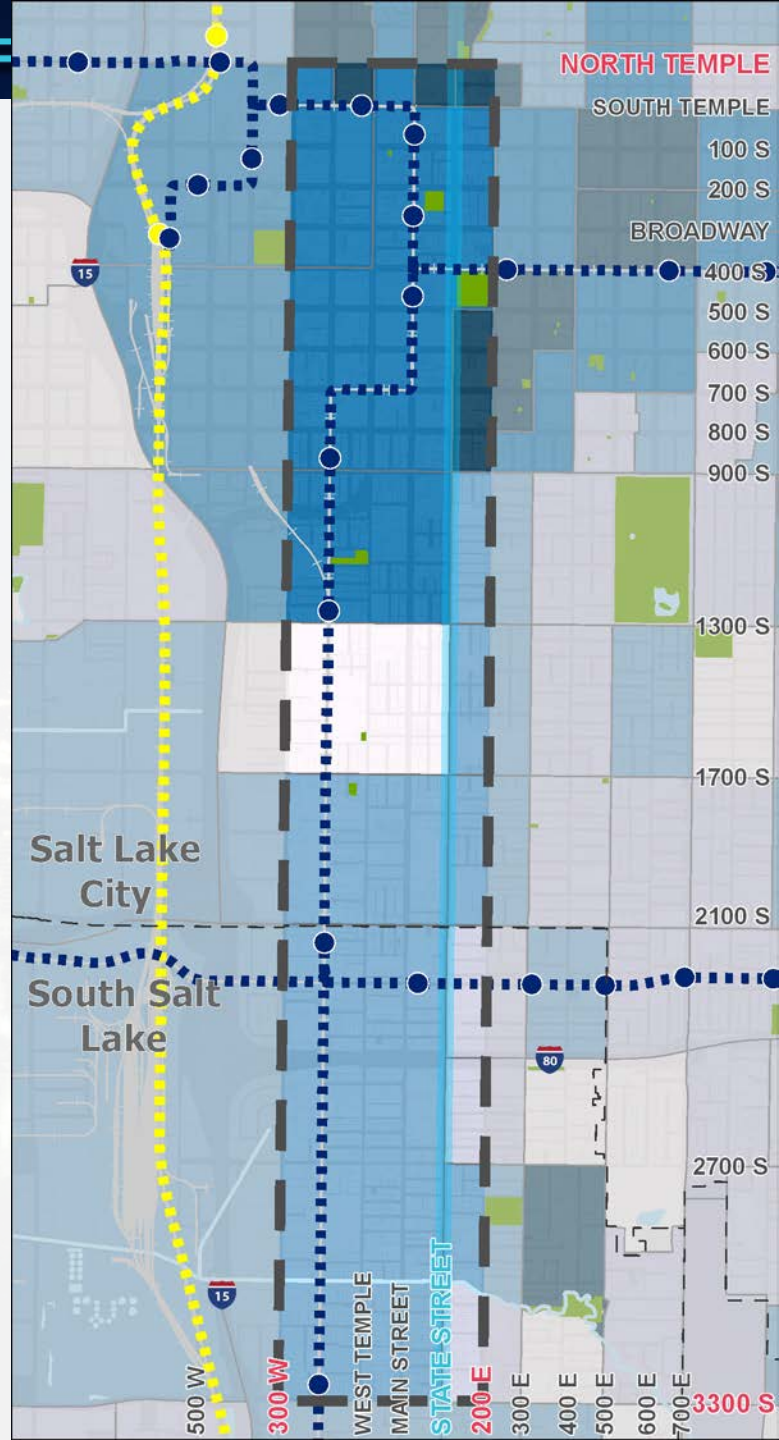 NORTH TEMPLE
SOUTH TEMPLE
100 S
200 S
BROADWAY
15
400 S
500 S
600 S
700 S
800 S
900 S
1300 S
1700 S
Salt Lake
City
2100 S
South Salt
Lake
80
2700 S
15
500 W
300 W
WEST TEMPLE
MAIN STREET
STATE STREET
200 E
300 E
400 E
500 E
600 E
700 E
3300 S